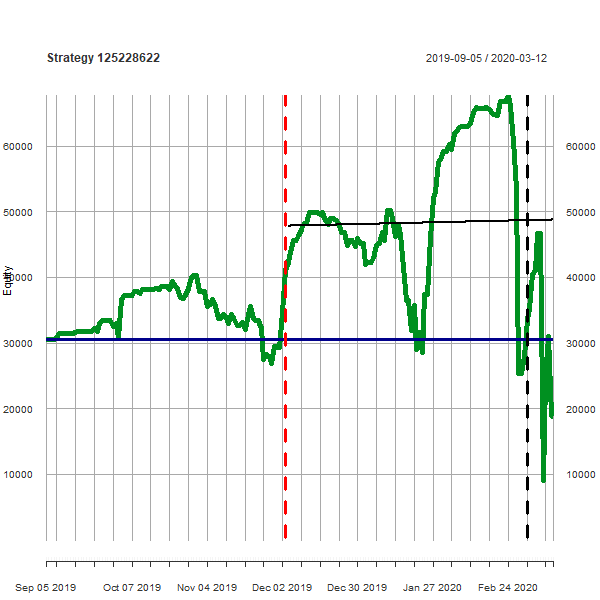 Strategy 125228622
2019-09-05 / 2020-03-12
60000
60000
50000
50000
40000
40000
Equity
30000
30000
20000
20000
10000
10000
Sep 05 2019
Oct 07 2019
Nov 04 2019
Dec 02 2019
Dec 30 2019
Jan 27 2020
Feb 24 2020